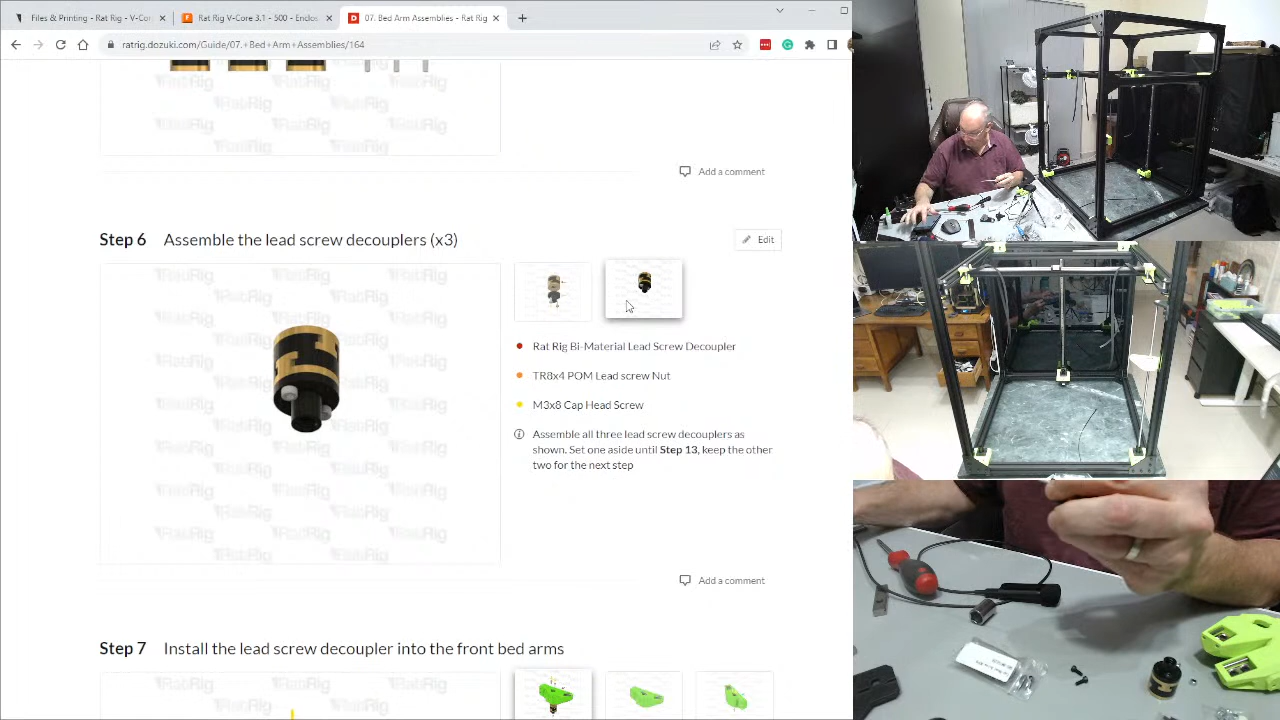 Files & Printing - Rat Rig V-Co
Rat Rig V-Core 3.1 - 500 - Enclos
07. Bed Arm Assemblies - Rat Rig
ratrig.dozuki.com/Guide/07.+Bed+Arm+Assemblies/164
Add a comment
Step 6 Assemble the lead screw decouplers (x3)
Edit
Rat Rig Bi-Material Lead Screw Decoupler
TR8x4 POM Lead screw Nut
M3x8 Cap Head Screw
Assemble all three lead screw decouplers as
shown. Set one aside until Step 13, keep the other
two for the next step
Add a comment
Step 7 Install the lead screw decoupler into the front bed arms